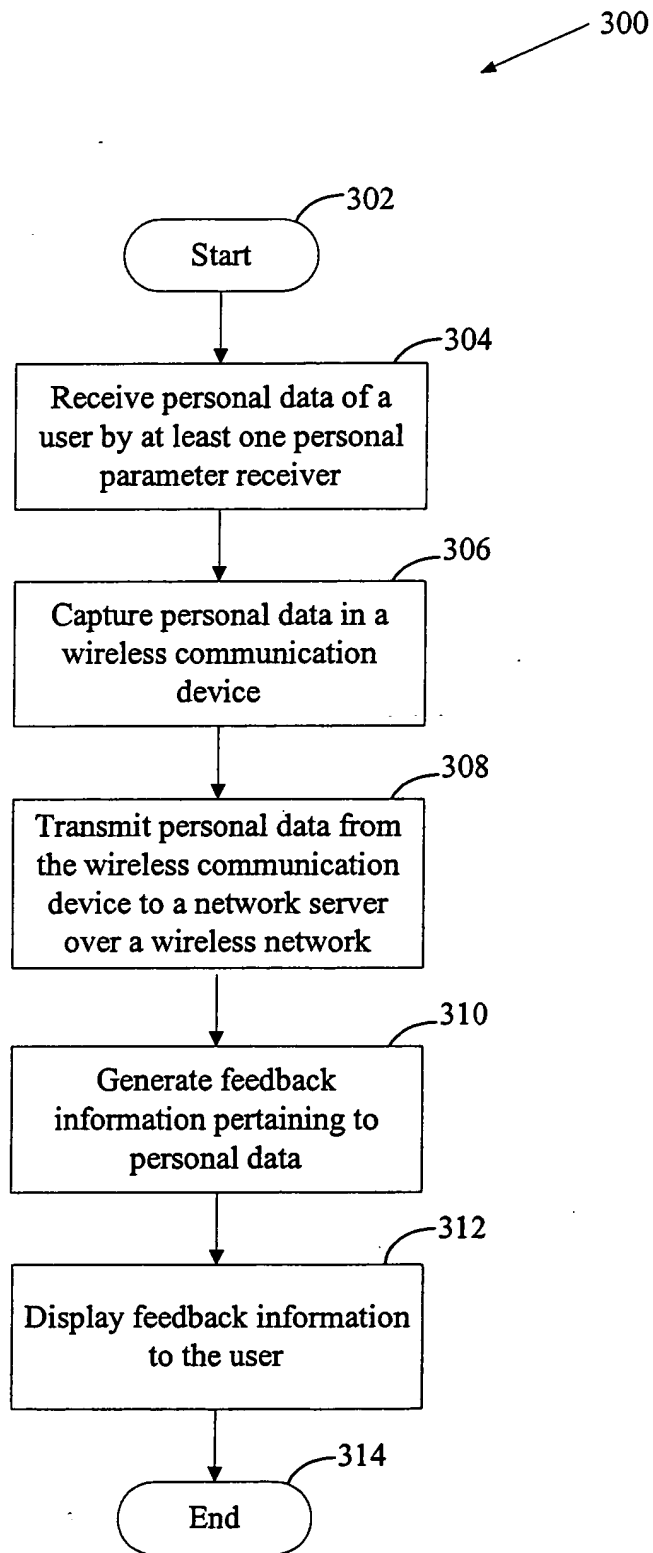 300
302
Start
304
Receive personal data of a
user by at least one personal
parameter receiver
306
Capture personal data in a
wireless communication
device
308
Transmit personal data from
the wireless communication
device to a network server
over a wireless network
310
Generate feedback
information pertaining to
personal data
312
Display feedback information
to the user
314
End